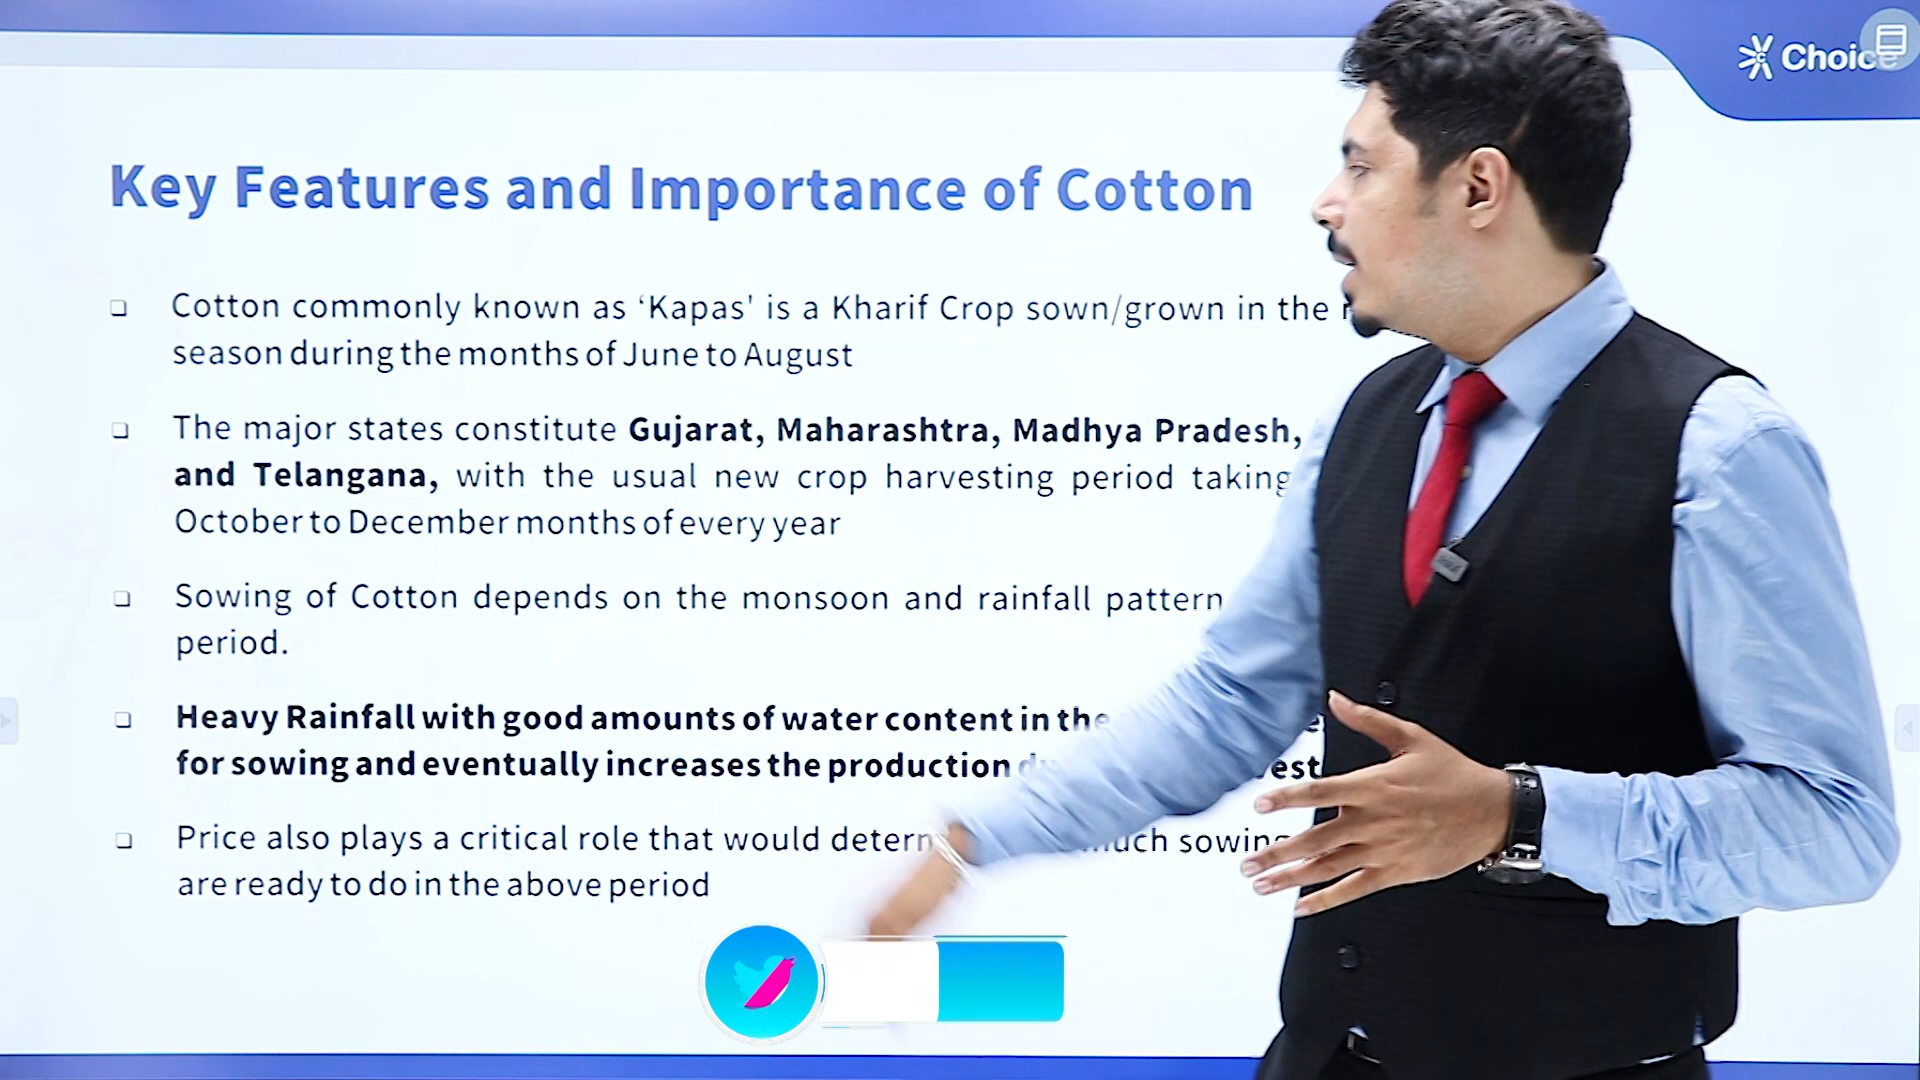 Choice
Key Features and Importance of Cotton
Cotton commonly known as ‘Kapas' is a Kharif Crop sown/grown in the
season during the months of June to August
The major states constitute Gujarat, Maharashtra, Madhya Pradesh,
and Telangana, with the usual new crop harvesting period taking
October to December months of every year
Sowing of Cotton depends on the monsoon and rainfall pattern
period.
Heavy Rainfall with good amounts of water content in the
for sowing and eventually increases the production
Price also plays a critical role that would much sowing
are ready to do in the above period